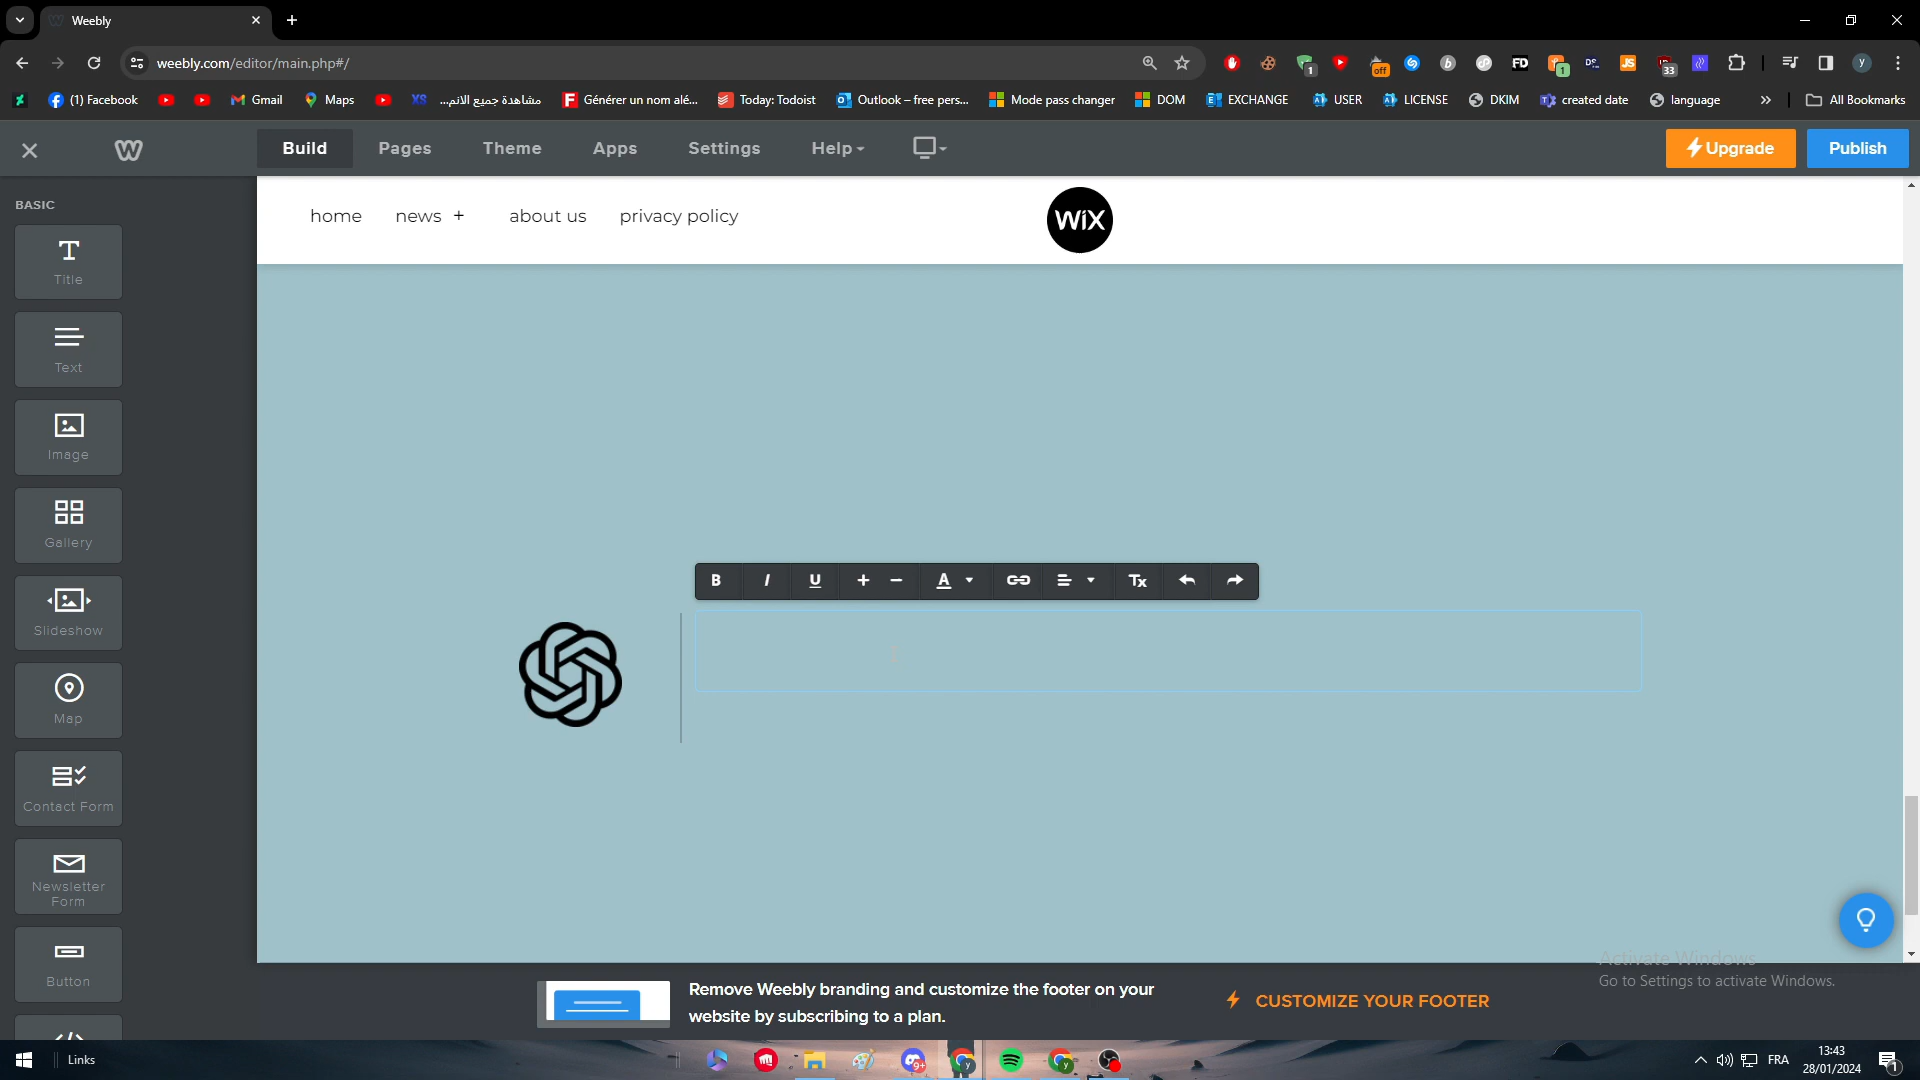 Weebly
weebly.com/editor/main.php#/
(1) Facebook
Gmail
Maps
مشاهدة جميع الانم...
Générer un nom alé...
Today: Todoist
Outlook – free pers...
Mode pass changer
DOM
EXCHANGE
USER
LICENSE
DKIM
created date
language
All Bookmarks
Build
Pages
Theme
Apps
Settings
Help
Upgrade
Publish
BASIC
Title
Text
Image
Gallery
Slideshow
Map
Contact Form
Newsletter
Form
Button
home
news +
about us
privacy policy
WiX
B
I
U
A
Tx
Activate Windows
Go to Settings to activate Windows.
Remove Weebly branding and customize the footer on your
website by subscribing to a plan.
CUSTOMIZE YOUR FOOTER
Links
FRA
13:43
28/01/2024